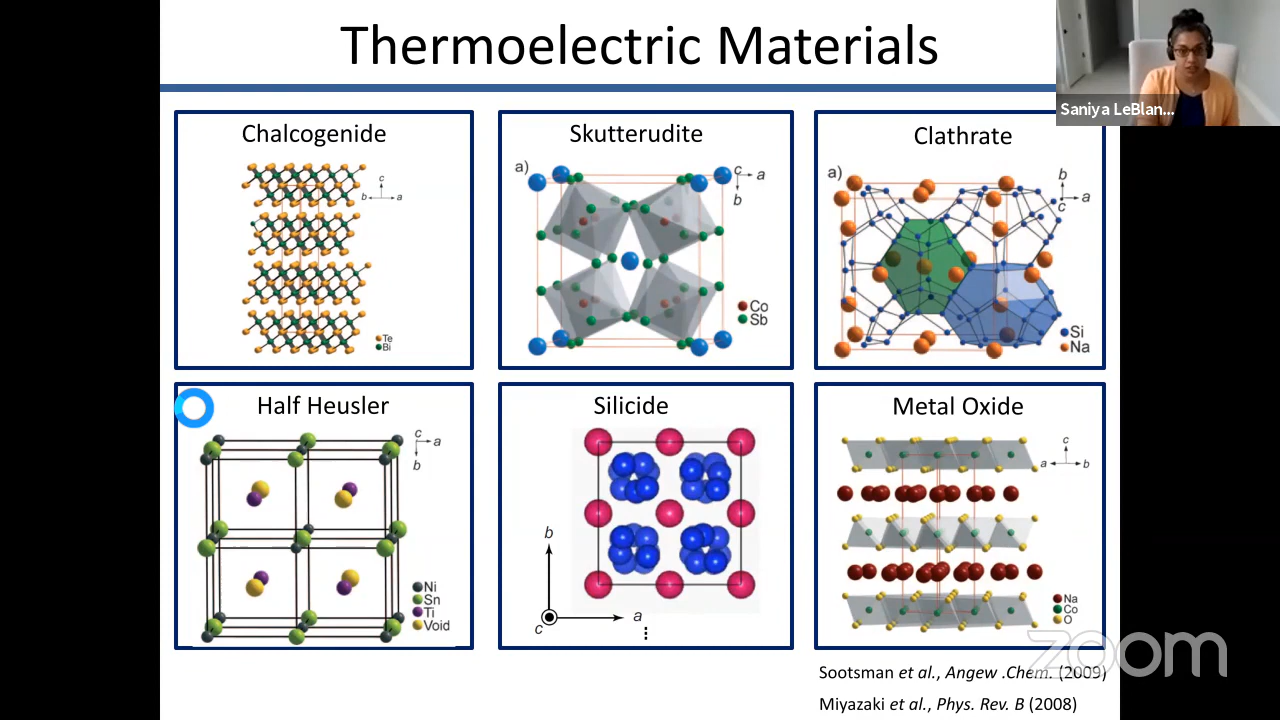 Thermoelectric Materials
Saniya LeBlan...
Chalcogenide
c
b
a
Te
Bi
Skutterudite
a)
c
a
b
Co
Sb
Clathrate
a)
b
a
c
Si
Na
Half Heusler
c
a
b
Ni
Sn
Ti
Void
Silicide
b
c
a
⋮
Metal Oxide
c
a
b
Na
Co
O
zoom
Sootsman et al., Angew .Chem. (2009)
Miyazaki et al., Phys. Rev. B (2008)